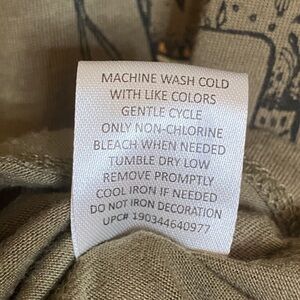 MACHINE WASH COLD
WITH LIKE COLORS
GENTLE CYCLE
ONLY NON-CHLORINE
BLEACH WHEN NEEDED
TUMBLE DRY LOW
REMOVE PROMPTLY
COOL IRON IF NEEDED
DO NOT IRON DECORATION
UPC# 190344640977